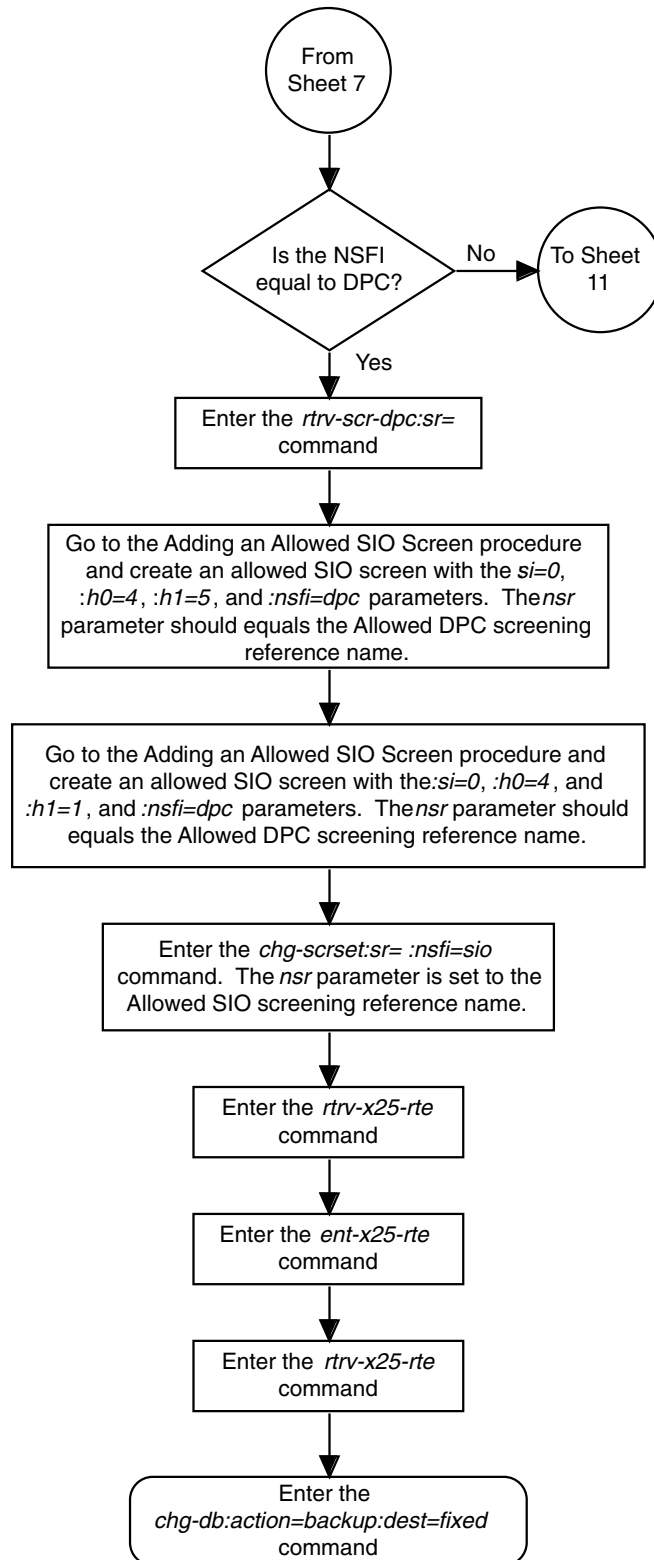 From
Sheet 7
Is the NSFI
equal to DPC?
No
To Sheet
11
Yes
Enter the rtrv-scr-dpc:sr=
command
Go to the Adding an Allowed SIO Screen procedure
and create an allowed SIO screen with the si=0,
:h0=4, :h1=5, and :nsfi=dpc parameters. The nsr
parameter should equals the Allowed DPC screening
reference name.
Go to the Adding an Allowed SIO Screen procedure and
create an allowed SIO screen with the :si=0, :h0=4, and
:h1=1, and :nsfi=dpc parameters. The nsr parameter should
equals the Allowed DPC screening reference name.
Enter the chg-scrset:sr= :nsfi=sio
command. The nsr parameter is set to the
Allowed SIO screening reference name.
Enter the rtrv-x25-rte
command
Enter the ent-x25-rte
command
Enter the rtrv-x25-rte
command
Enter the
chg-db:action=backup:dest=fixed
command